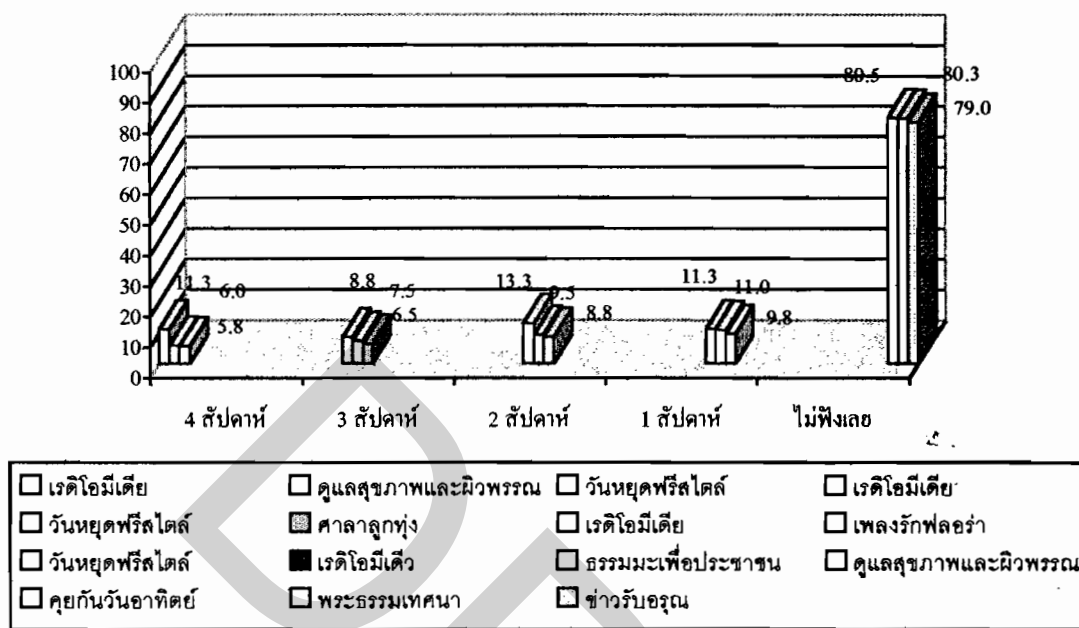 100
90
80
70
60
50
40
30
20
10
0
80.5 80.3
79.0
11.3 6.0 5.8
8.8 7.5 6.5
13.3 9.5 8.8
11.3 11.0 9.8
4 สัปดาห์ 3 สัปดาห์ 2 สัปดาห์ 1 สัปดาห์ ไม่ฟังเลย
เรดิโอมีเดีย ดูแลสุขภาพและผิวพรรณ วันหยุดฟรีสไตล์ เรดิโอมีเดีย
วันหยุดฟรีสไตล์ ศาลาลูกทุ่ง เรดิโอมีเดีย เพลงรักฟลอร่า
วันหยุดฟรีสไตล์ เรดิโอมีเดีว ธรรมมะเพื่อประชาชน ดูแลสุขภาพและผิวพรรณ
คุยกันวันอาทิตย์ พระธรรมเทศนา ข่าวรับอรุณ